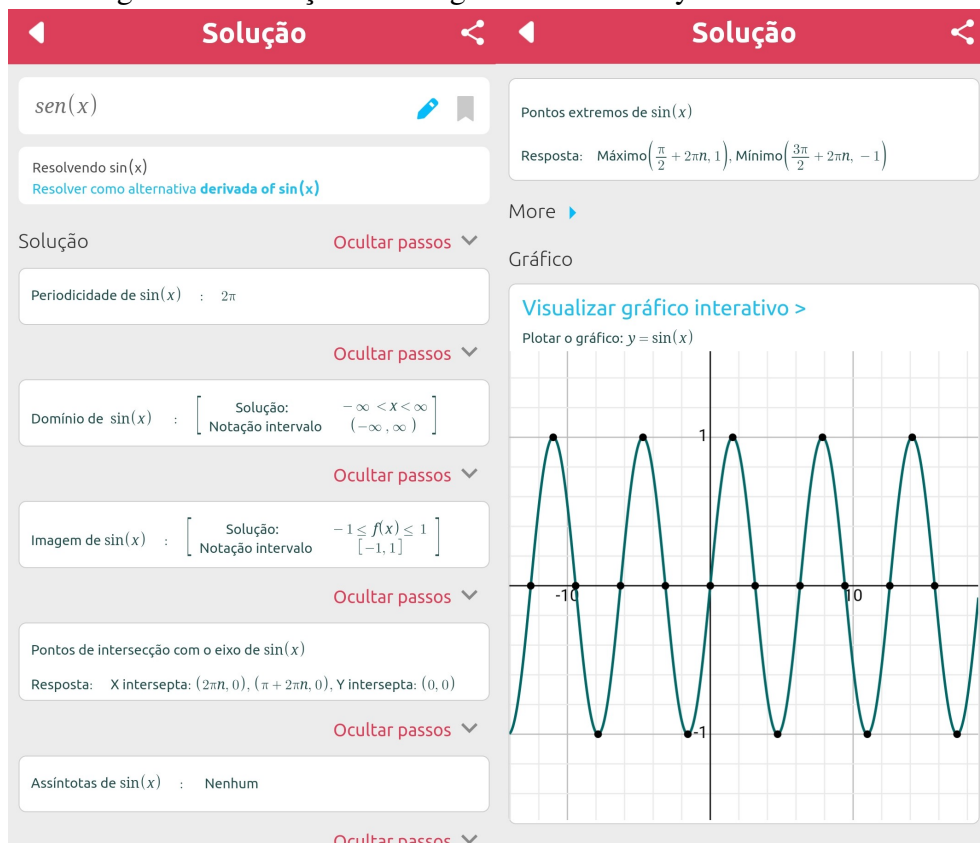 Solução
sen(x)
Resolvendo sin(x)
Resolver como alternativa derivada of sin(x)
Solução
Ocultar passos
Periodicidade de sin(x) : 2π
Ocultar passos
Domínio de sin(x) : [ Solução: −∞ < x < ∞
Notação intervalo (−∞, ∞) ]
Ocultar passos
Imagem de sin(x) : [ Solução: −1 ≤ f(x) ≤ 1
Notação intervalo [−1, 1] ]
Ocultar passos
Pontos de intersecção com o eixo de sin(x)
Resposta: X intersepta: (2πn, 0), (π + 2πn, 0), Y intersepta: (0, 0)
Ocultar passos
Assíntotas de sin(x) : Nenhum
Ocultar passos
Solução
Pontos extremos de sin(x)
Resposta: Máximo(π/2 + 2πn, 1), Mínimo(3π/2 + 2πn, −1)
More
Gráfico
Visualizar gráfico interativo >
Plotar o gráfico: y = sin(x)
1
-10
10
-1